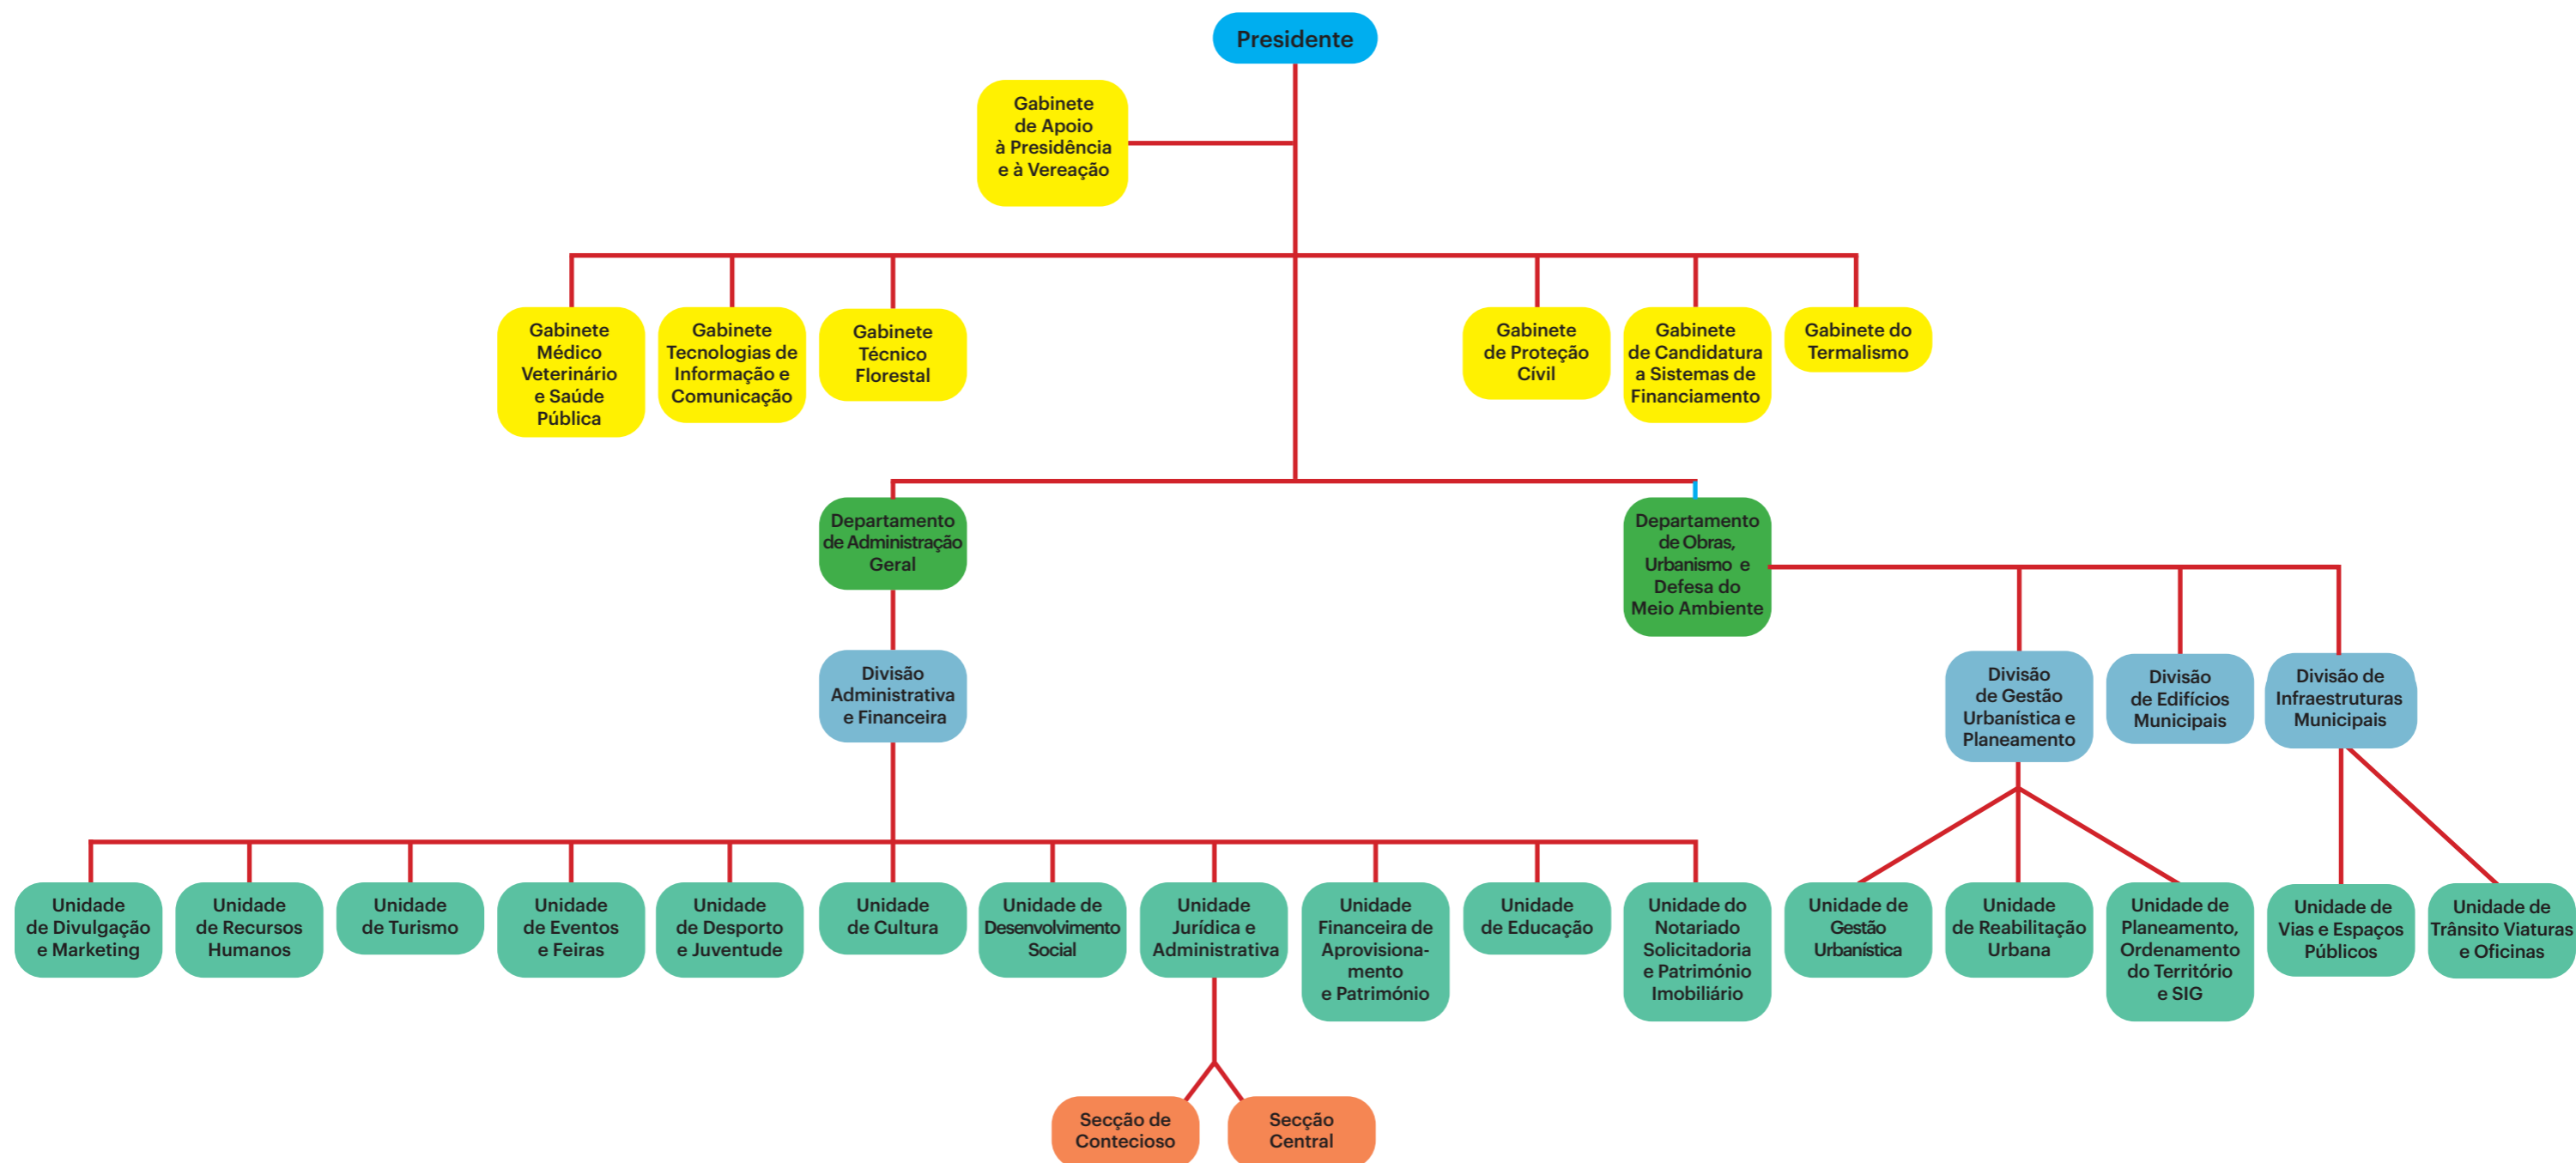 Presidente
Gabinete
de Apoio
à Presidência
e à Vereação
Gabinete
Médico
Veterinário
e Saúde
Pública
Gabinete
Tecnologias de
Informação e
Comunicação
Gabinete
Técnico
Florestal
Gabinete
de Proteção
Cívil
Gabinete
de Candidatura
a Sistemas de
Financiamento
Gabinete do
Termalismo
Departamento
de Administração
Geral
Departamento
de Obras,
Urbanismo e
Defesa do
Meio Ambiente
Divisão
Administrativa
e Financeira
Divisão
de Gestão
Urbanística e
Planeamento
Divisão
de Edifícios
Municipais
Divisão de
Infraestruturas
Municipais
Unidade
de Divulgação
e Marketing
Unidade
de Recursos
Humanos
Unidade
de Turismo
Unidade
de Eventos
e Feiras
Unidade
de Desporto
e Juventude
Unidade
de Cultura
Unidade de
Desenvolvimento
Social
Unidade
Jurídica e
Administrativa
Unidade
Financeira de
Aprovisiona-
mento
e Património
Unidade
de Educação
Unidade do
Notariado
Solicitadoria
e Património
Imobiliário
Unidade de
Gestão
Urbanística
Unidade
de Reabilitação
Urbana
Unidade de
Planeamento,
Ordenamento
do Território
e SIG
Unidade de
Vias e Espaços
Públicos
Unidade de
Trânsito Viaturas
e Oficinas
Secção de
Contecioso
Secção
Central